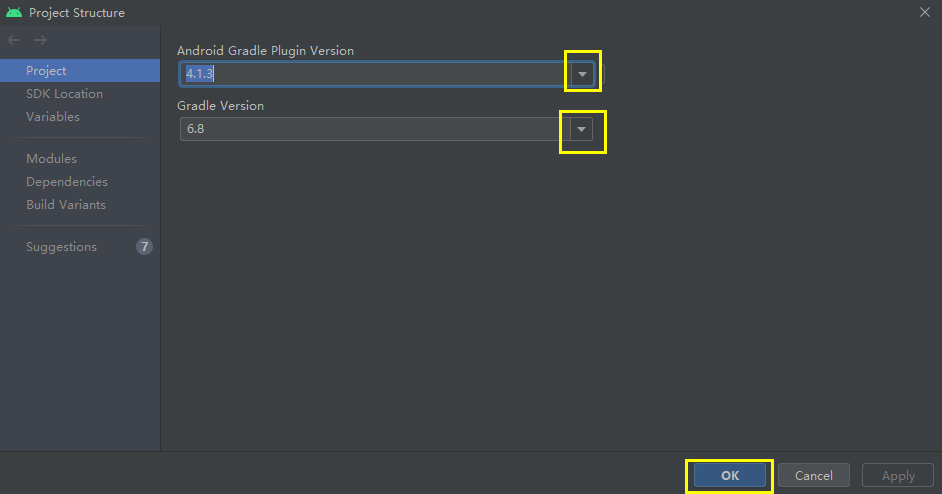 Project Structure
Project
SDK Location
Variables
Modules
Dependencies
Build Variants
Suggestions 7
Android Gradle Plugin Version
4.1.3
Gradle Version
6.8
OK Cancel Apply